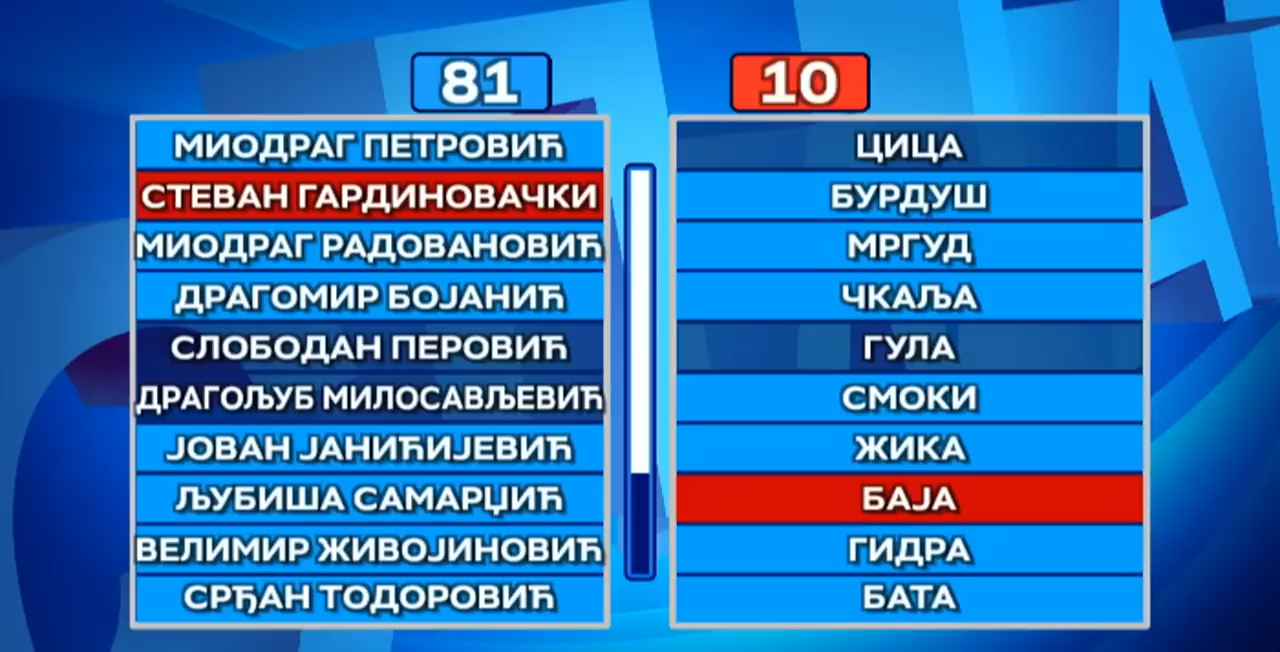 81
10
МИОДРАГ ПЕТРОВИЋ
СТЕВАН ГАРДИНОВАЧКИ
МИОДРАГ РАДОВАНОВИЋ
ДРАГОМИР БОЈАНИЋ
СЛОБОДАН ПЕРОВИЋ
ДРАГОЉУБ МИЛОСАВЉЕВИЋ
ЈОВАН ЈАНИЋИЈЕВИЋ
ЉУБИША САМАРЏИЋ
ВЕЛИМИР ЖИВОЈИНОВИЋ
СРЂАН ТОДОРОВИЋ
ЦИЦА
БУРДУШ
МРГУД
ЧКАЉА
ГУЛА
СМОКИ
ЖИКА
БАЈА
ГИДРА
БАТА